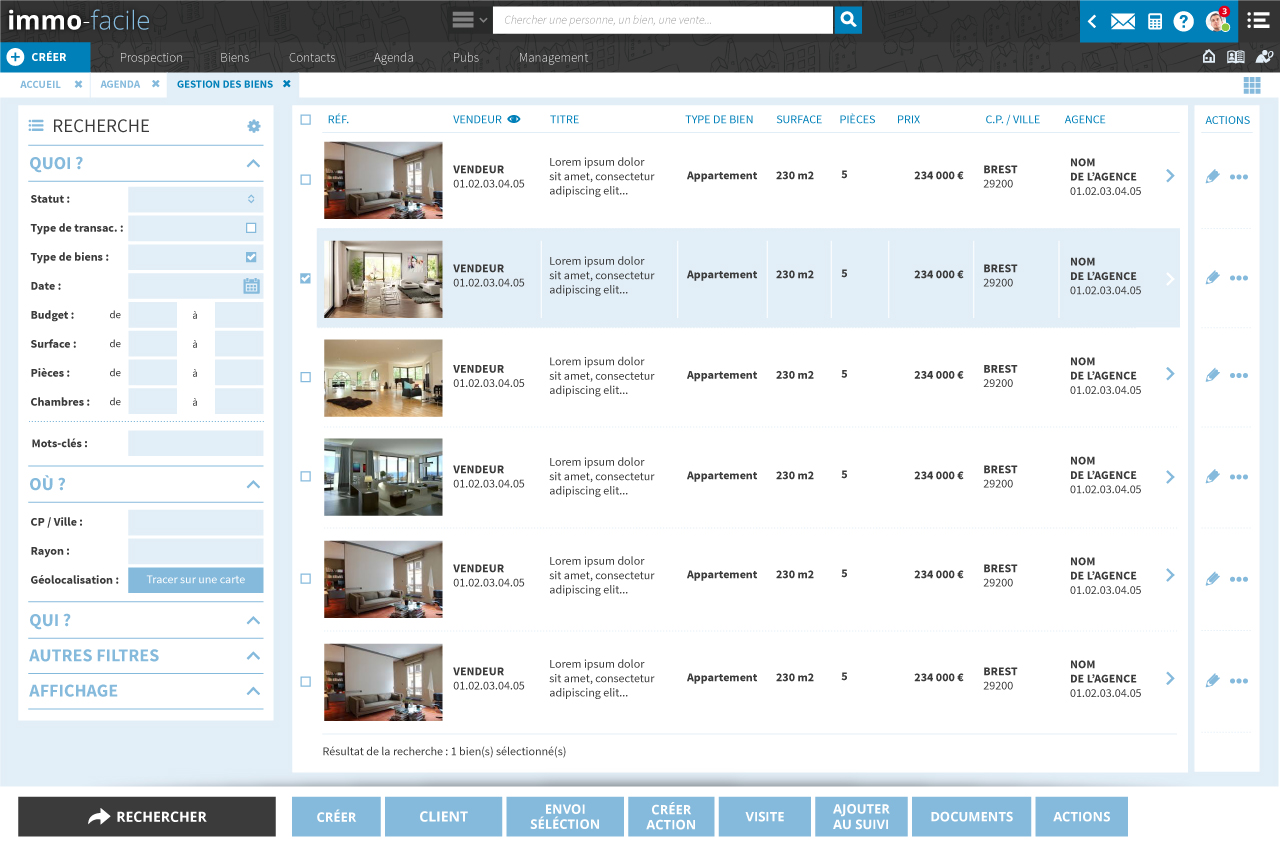 immo-facile
Chercher une personne, un bien, une vente...
3
CRÉER
Prospection
Biens
Contacts
Agenda
Pubs
Management
ACCUEIL
AGENDA
GESTION DES BIENS
RECHERCHE
QUOI ?
Statut :
Type de transac. :
Type de biens :
Date :
Budget : de à
Surface : de à
Pièces : de à
Chambres : de à
Mots-clés :
OÙ ?
CP / Ville :
Rayon :
Géolocalisation : Tracer sur une carte
QUI ?
AUTRES FILTRES
AFFICHAGE
RÉF. VENDEUR TITRE TYPE DE BIEN SURFACE PIÈCES PRIX C.P. / VILLE AGENCE ACTIONS
VENDEUR
01.02.03.04.05
Lorem ipsum dolor
sit amet, consectetur
adipiscing elit...
Appartement
230 m2
5
234 000 €
BREST
29200
NOM
DE L'AGENCE
01.02.03.04.05
VENDEUR
01.02.03.04.05
Lorem ipsum dolor
sit amet, consectetur
adipiscing elit...
Appartement
230 m2
5
234 000 €
BREST
29200
NOM
DE L'AGENCE
01.02.03.04.05
VENDEUR
01.02.03.04.05
Lorem ipsum dolor
sit amet, consectetur
adipiscing elit...
Appartement
230 m2
5
234 000 €
BREST
29200
NOM
DE L'AGENCE
01.02.03.04.05
VENDEUR
01.02.03.04.05
Lorem ipsum dolor
sit amet, consectetur
adipiscing elit...
Appartement
230 m2
5
234 000 €
BREST
29200
NOM
DE L'AGENCE
01.02.03.04.05
VENDEUR
01.02.03.04.05
Lorem ipsum dolor
sit amet, consectetur
adipiscing elit...
Appartement
230 m2
5
234 000 €
BREST
29200
NOM
DE L'AGENCE
01.02.03.04.05
VENDEUR
01.02.03.04.05
Lorem ipsum dolor
sit amet, consectetur
adipiscing elit...
Appartement
230 m2
5
234 000 €
BREST
29200
NOM
DE L'AGENCE
01.02.03.04.05
Résultat de la recherche : 1 bien(s) sélectionné(s)
RECHERCHER
CRÉER
CLIENT
ENVOI
SÉLÉCTION
CRÉER
ACTION
VISITE
AJOUTER
AU SUIVI
DOCUMENTS
ACTIONS